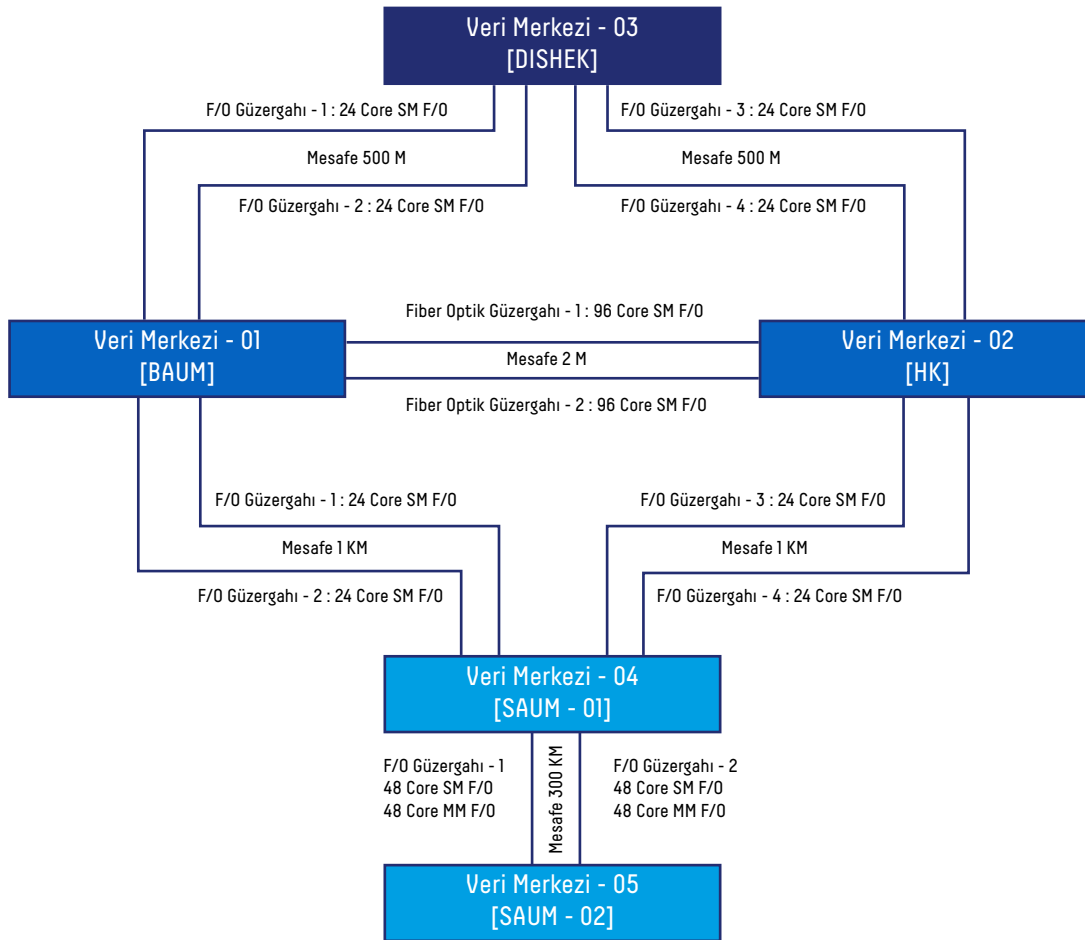 Veri Merkezi - 03
[DISHEK]
F/O Güzergahı - 1 : 24 Core SM F/O
F/O Güzergahı - 3 : 24 Core SM F/O
Mesafe 500 M
Mesafe 500 M
F/O Güzergahı - 2 : 24 Core SM F/O
F/O Güzergahı - 4 : 24 Core SM F/O
Veri Merkezi - 01
[BAUM]
Fiber Optik Güzergahı - 1 : 96 Core SM F/O
Mesafe 2 M
Fiber Optik Güzergahı - 2 : 96 Core SM F/O
Veri Merkezi - 02
[HK]
F/O Güzergahı - 1 : 24 Core SM F/O
F/O Güzergahı - 3 : 24 Core SM F/O
Mesafe 1 KM
Mesafe 1 KM
F/O Güzergahı - 2 : 24 Core SM F/O
F/O Güzergahı - 4 : 24 Core SM F/O
Veri Merkezi - 04
[SAUM - 01]
F/O Güzergahı - 1
48 Core SM F/O
48 Core MM F/O
Mesafe 300 KM
F/O Güzergahı - 2
48 Core SM F/O
48 Core MM F/O
Veri Merkezi - 05
[SAUM - 02]